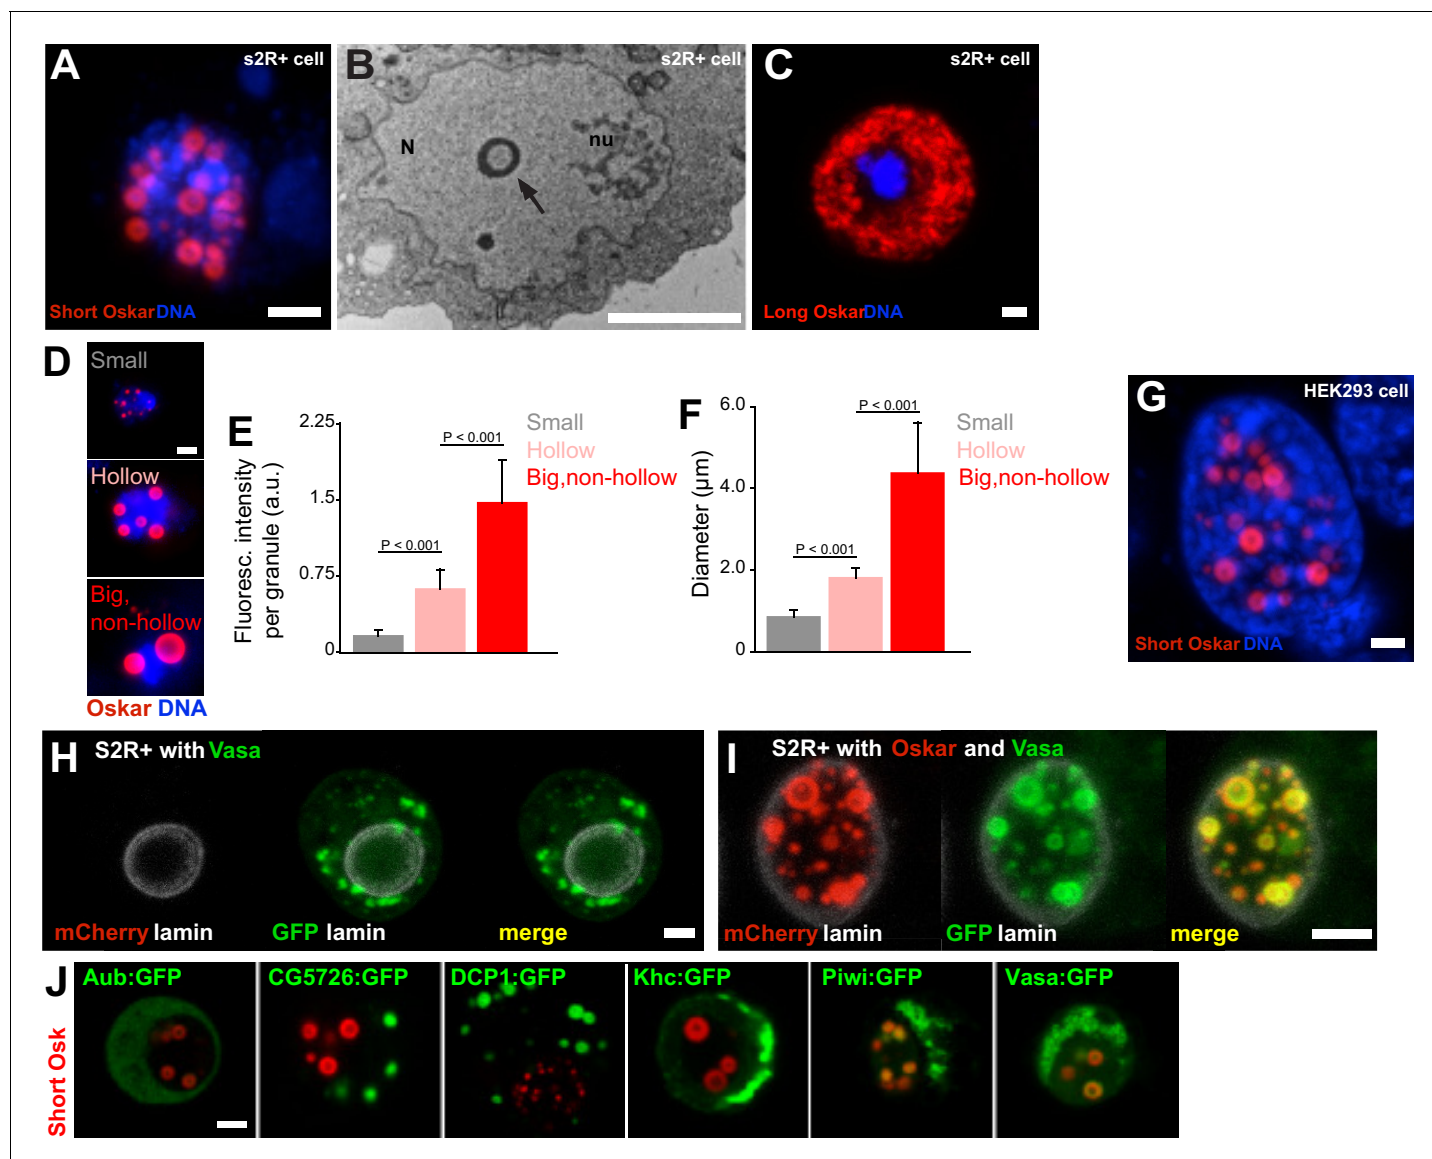 A
s2R+ cell
Short Oskar DNA
B
s2R+ cell
N
nu
C
s2R+ cell
Long Oskar DNA
D
Small
Hollow
Big,
non-hollow
Oskar DNA
E
Fluoresc. intensity
per granule (a.u.)
2.25
1.5
0.75
0
P < 0.001
P < 0.001
Small
Hollow
Big,non-hollow
F
Diameter (μm)
6.0
4.0
2.0
0
P < 0.001
P < 0.001
Small
Hollow
Big,non-hollow
G
HEK293 cell
Short Oskar DNA
H
S2R+ with Vasa
mCherry lamin
GFP lamin
merge
I
S2R+ with Oskar and Vasa
mCherry lamin
GFP lamin
merge
J
Short Osk
Aub:GFP
CG5726:GFP
DCP1:GFP
Khc:GFP
Piwi:GFP
Vasa:GFP